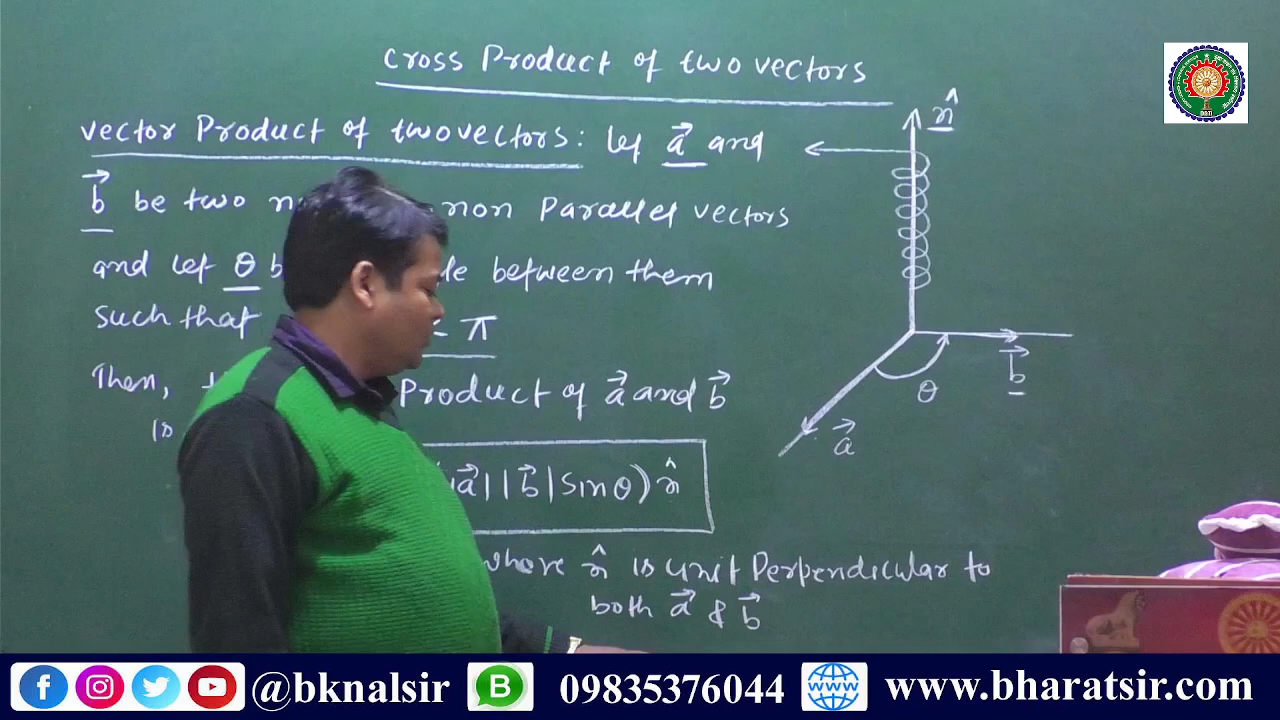 cross Product of two vectors
vector Product of two vectors: Let a⃗ and
b⃗ be two non Parallel vectors
and let θ between them
such that π
Then, Product of a⃗ and b⃗
is
|a⃗||b⃗|sinθ) n̂
where n̂ is unit Perpendicular to
both a⃗ & b⃗
n̂
b⃗
θ
a⃗
@bknalsir B 09835376044 www www.bharatsir.com